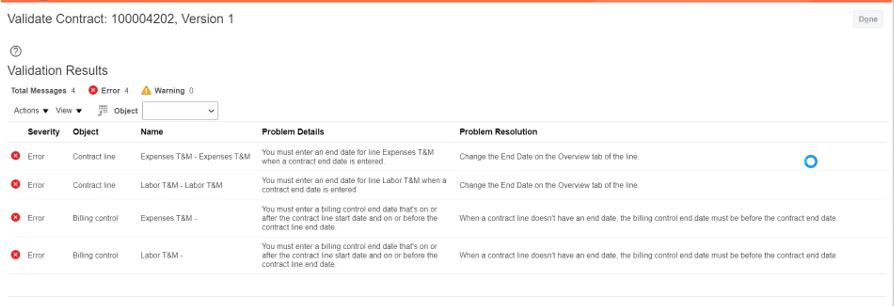 Validate Contract: 100004202, Version 1
Done
Validation Results
Total Messages 4 Error 4 Warning 0
Actions View Object
Severity Object Name Problem Details Problem Resolution
Error Contract line Expenses T&M - Expenses T&M You must enter an end date for line Expenses T&M Change the End Date on the Overview tab of the line.
when a contract end date is entered.
Error Contract line Labor T&M - Labor T&M You must enter an end date for line Labor T&M when a Change the End Date on the Overview tab of the line.
contract end date is entered.
You must enter a billing control end date that's on or
Error Billing control Expenses T&M - after the contract line start date and on or before the When a contract line doesn't have an end date, the billing control end date must be before the contract end date.
contract line end date.
You must enter a billing control end date that's on or
Error Billing control Labor T&M - after the contract line start date and on or before the When a contract line doesn't have an end date, the billing control end date must be before the contract end date.
contract line end date.